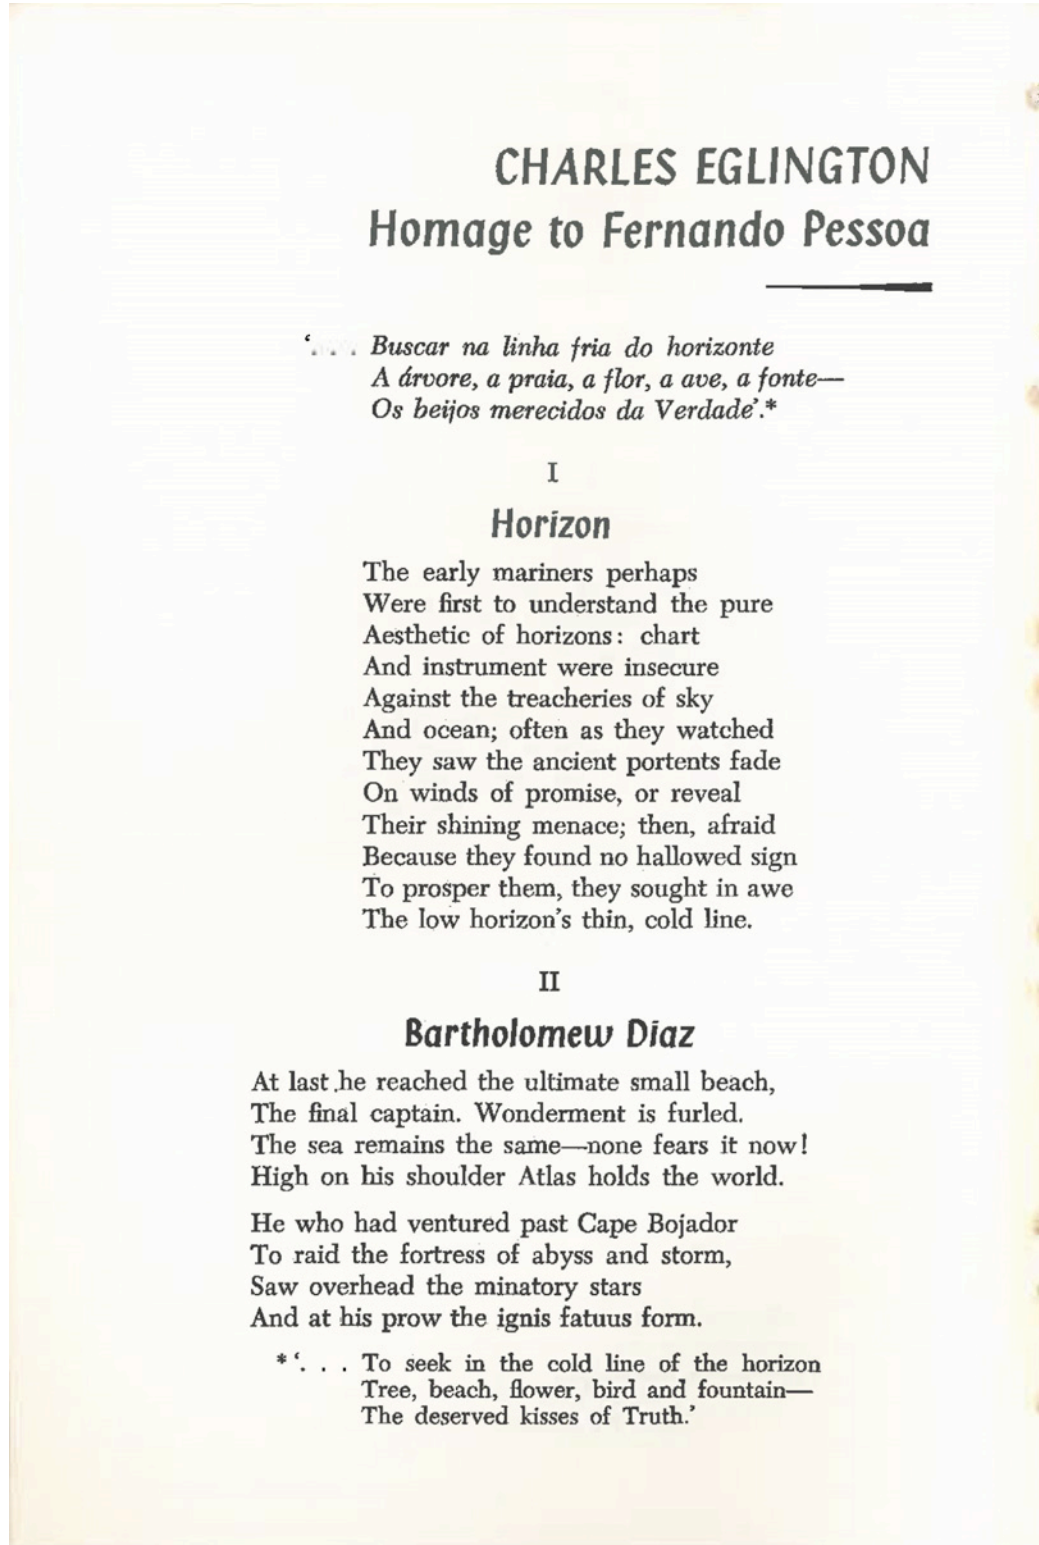 CHARLES EGLINGTON
Homage to Fernando Pessoa
‘. . . Buscar na linha fria do horizonte
A árvore, a praia, a flor, a ave, a fonte—
Os beijos merecidos da Verdade’.*
I
Horizon
The early mariners perhaps
Were first to understand the pure
Aesthetic of horizons: chart
And instrument were insecure
Against the treacheries of sky
And ocean; often as they watched
They saw the ancient portents fade
On winds of promise, or reveal
Their shining menace; then, afraid
Because they found no hallowed sign
To prosper them, they sought in awe
The low horizon’s thin, cold line.
II
Bartholomew Diaz
At last he reached the ultimate small beach,
The final captain. Wonderment is furled.
The sea remains the same—none fears it now!
High on his shoulder Atlas holds the world.
He who had ventured past Cape Bojador
To raid the fortress of abyss and storm,
Saw overhead the minatory stars
And at his prow the ignis fatuus form.
*‘. . . To seek in the cold line of the horizon
Tree, beach, flower, bird and fountain—
The deserved kisses of Truth.’